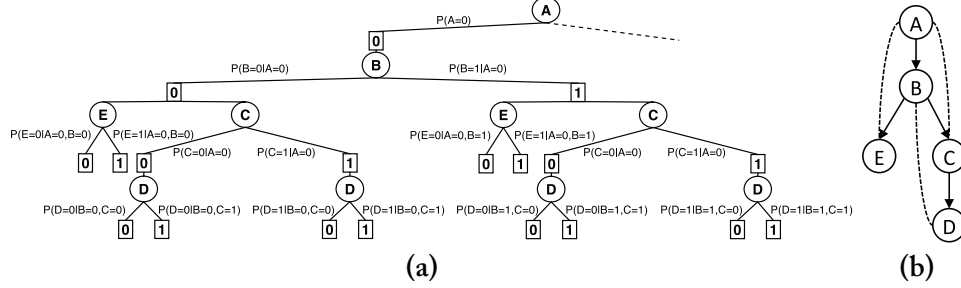 A
P(A=0)
0
A
B
P(B=0|A=0) P(B=1|A=0)
0 1
B
E C E C
P(E=0|A=0,B=0) P(E=1|A=0,B=0) P(E=0|A=0,B=1) P(E=1|A=0,B=1)
P(C=0|A=0) P(C=1|A=0) P(C=0|A=0) P(C=1|A=0)
0 1 0 1 0 1 0 1
E C
D D D D
P(D=0|B=0,C=0) P(D=0|B=0,C=1) P(D=1|B=0,C=0) P(D=1|B=0,C=1) P(D=0|B=1,C=0) P(D=0|B=1,C=1) P(D=1|B=1,C=0) P(D=1|B=1,C=1)
0 1 0 1 0 1 0 1
D
(a) (b)